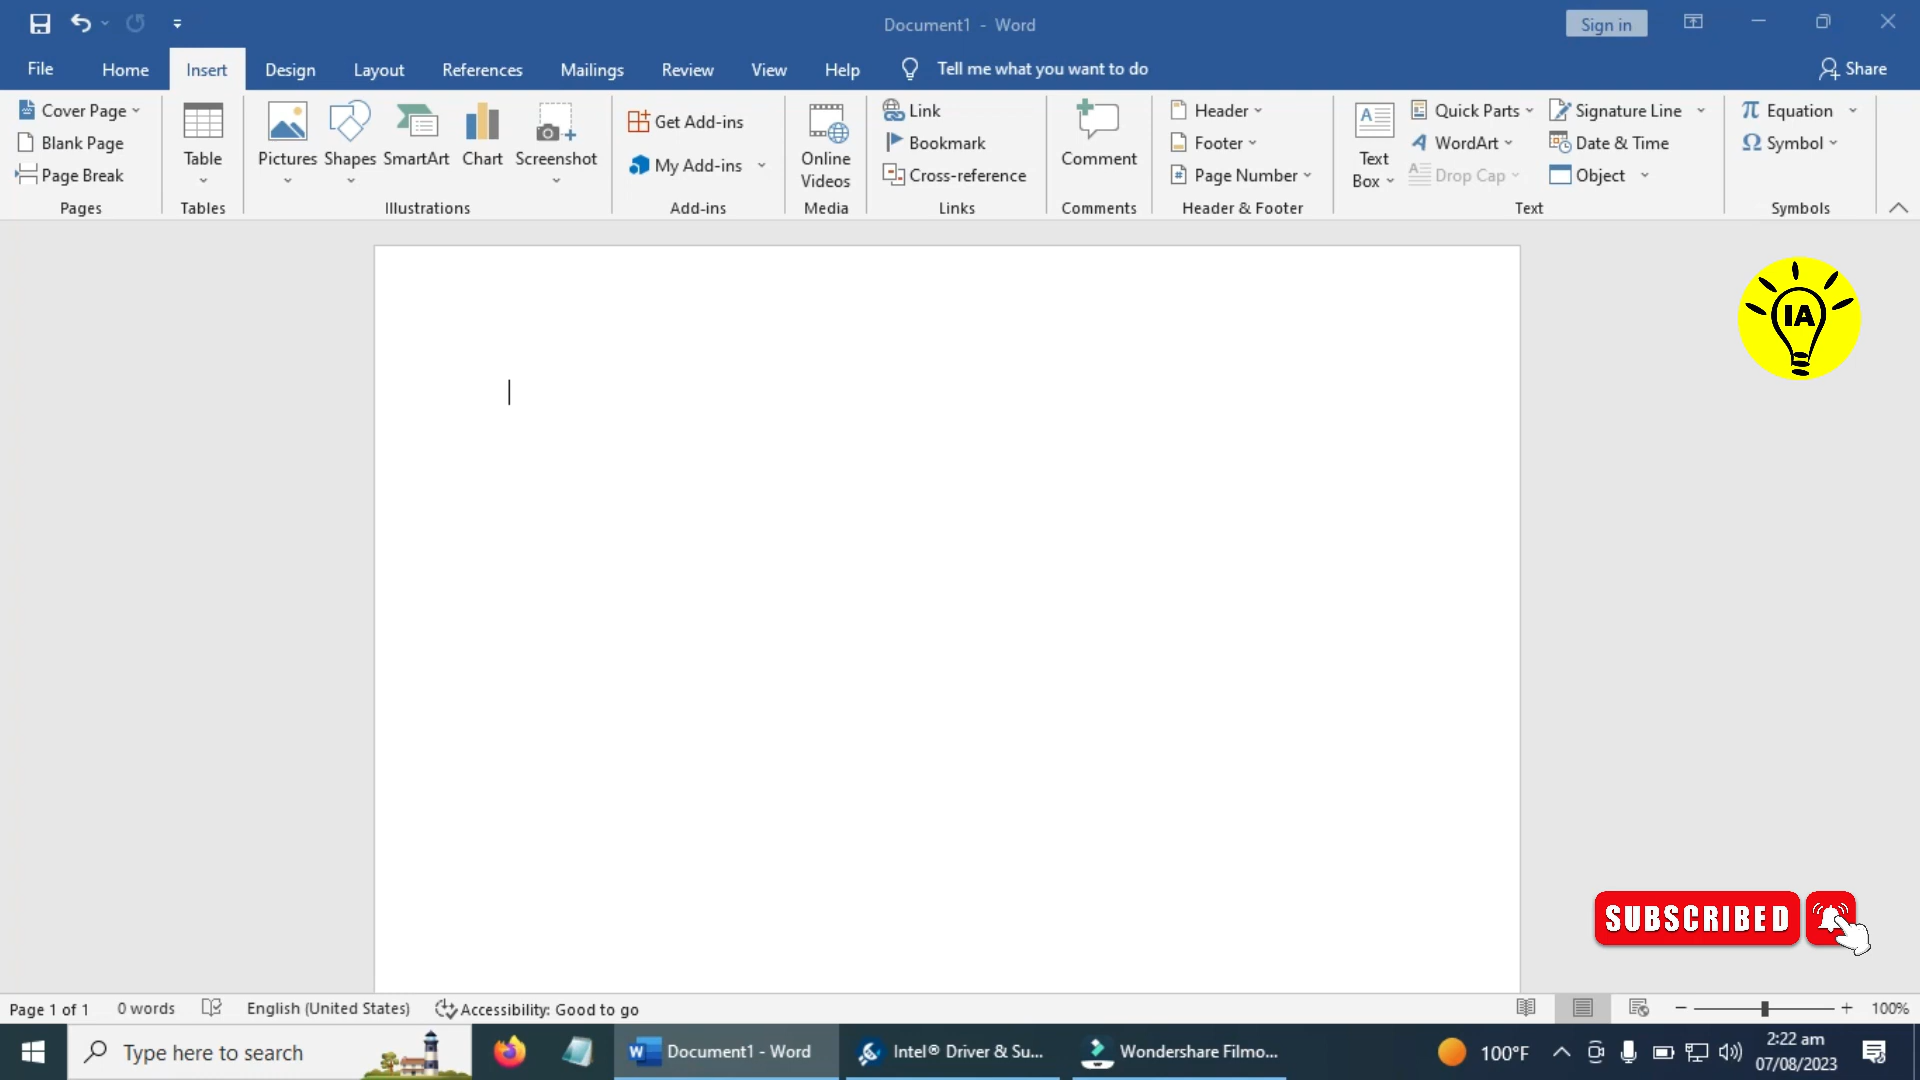 Document1 - Word
Sign in
File Home Insert Design Layout References Mailings Review View Help Tell me what you want to do Share
Cover Page
Blank Page
Page Break
Pages
Table
Tables
Pictures Shapes SmartArt Chart Screenshot
Illustrations
Get Add-ins
My Add-ins
Add-ins
Online
Videos
Media
Link
Bookmark
Cross-reference
Links
Comment
Comments
Header
Footer
Page Number
Header & Footer
Text
Box
Quick Parts
WordArt
Drop Cap
Signature Line
Date & Time
Object
Text
Equation
Symbol
Symbols
IA
SUBSCRIBED
Page 1 of 1 0 words English (United States) Accessibility: Good to go 100%
Type here to search
Document1 - Word
Intel® Driver & Su...
Wondershare Filmo...
100°F
2:22 am
07/08/2023